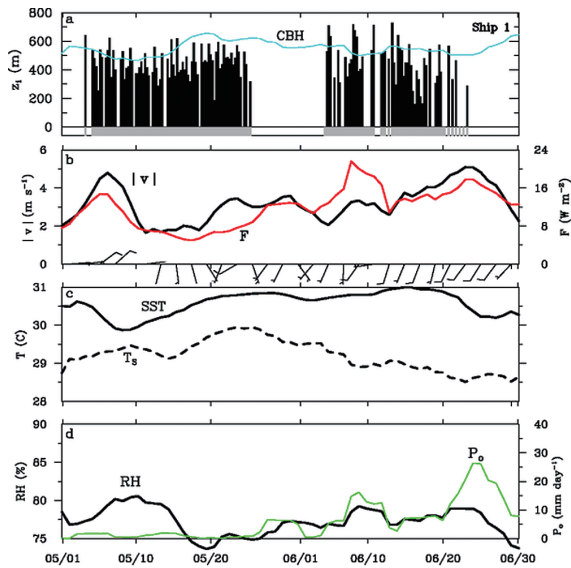 800
a
Ship 1
CBH
600
400
200
0
z_i (m)
6
b
|v|
F
4
2
0
|v| (m s⁻¹)
24
16
8
0
F (W m⁻²)
31
c
SST
30
T_s
29
28
T (C)
90
d
RH
P_o
85
80
75
RH (%)
40
30
20
10
0
P_o (mm day⁻¹)
05/01 05/10 05/20 06/01 06/10 06/20 06/30